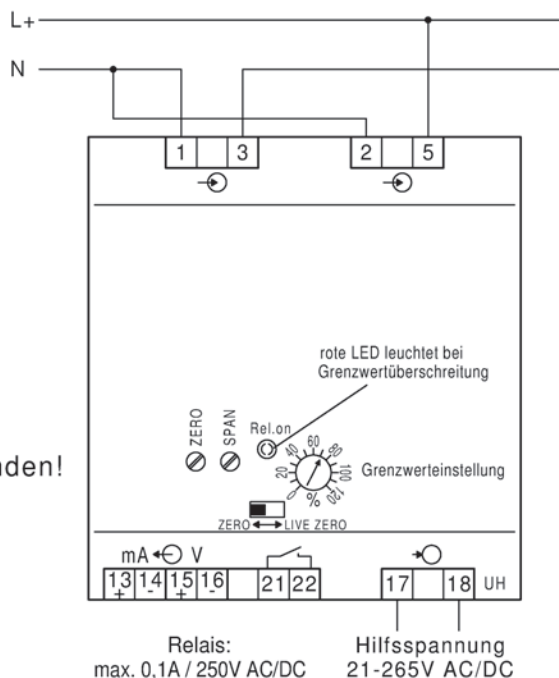 L+
N
1 3 2 5
rote LED leuchtet bei
Grenzwertüberschreitung
ZERO
SPAN
Rel.on
0 20 40 60 80 100 120
%
Grenzwerteinstellung
nden!
ZERO LIVE ZERO
mA V
13 14 15 16 21 22 17 18 UH
+ - + -
Relais:
max. 0,1A / 250V AC/DC
Hilfsspannung
21-265V AC/DC